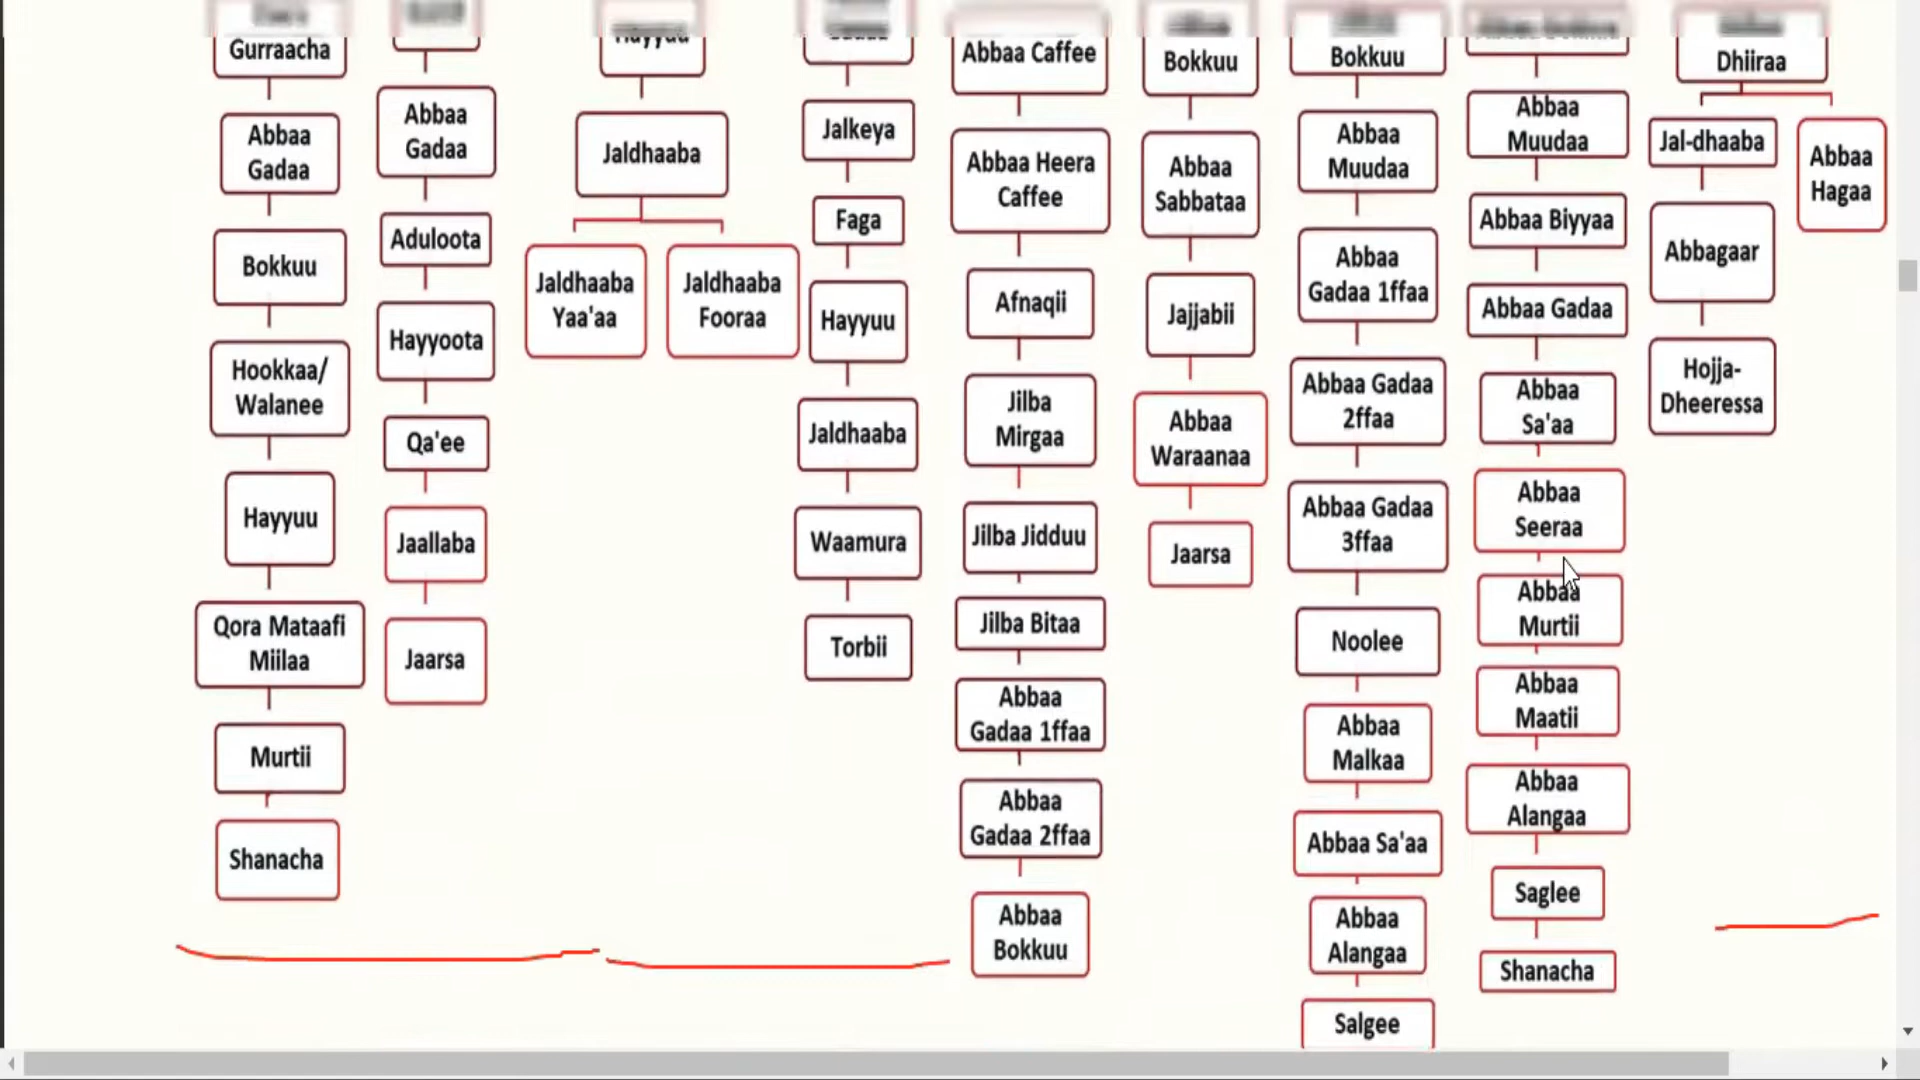 Gurraacha
Abbaa
Gadaa
Bokkuu
Hookkaa/
Walanee
Hayyuu
Qora Mataafi
Miilaa
Murtii
Shanacha
Abbaa
Gadaa
Aduloota
Hayyoota
Qa'ee
Jaallaba
Jaarsa
Hayyuu
Jaldhaaba
Jaldhaaba
Yaa'aa
Jaldhaaba
Fooraa
Jalkeya
Faga
Hayyuu
Jaldhaaba
Waamura
Torbii
Abbaa Caffee
Abbaa Heera
Caffee
Afnaqii
Jilba
Mirgaa
Jilba Jidduu
Jilba Bitaa
Abbaa
Gadaa 1ffaa
Abbaa
Gadaa 2ffaa
Abbaa
Bokkuu
Bokkuu
Abbaa
Sabbataa
Jajjabii
Abbaa
Waraanaa
Jaarsa
Bokkuu
Abbaa
Muudaa
Abbaa
Gadaa 1ffaa
Abbaa Gadaa
2ffaa
Abbaa Gadaa
3ffaa
Noolee
Abbaa
Malkaa
Abbaa Sa'aa
Abbaa
Alangaa
Salgee
Abbaa
Muudaa
Abbaa Biyyaa
Abbaa Gadaa
Abbaa
Sa'aa
Abbaa
Seeraa
Abbaa
Murtii
Abbaa
Maatii
Abbaa
Alangaa
Saglee
Shanacha
Dhiiraa
Jal-dhaaba
Abbagaar
Hojja-
Dheeressa
Abbaa
Hagaa